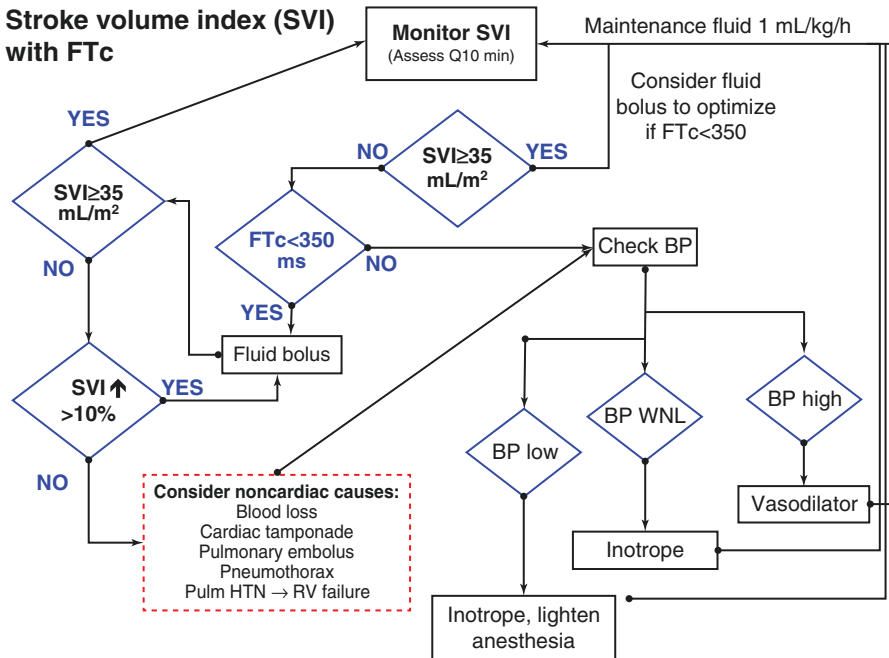 Stroke volume index (SVI)
with FTc
Monitor SVI
(Assess Q10 min)
Maintenance fluid 1 mL/kg/h
Consider fluid
bolus to optimize
if FTc<350
YES
SVI≥35
mL/m²
NO
NO
SVI≥35
mL/m²
YES
FTc<350
ms
NO
YES
Check BP
Fluid bolus
SVI ↑
>10%
YES
NO
BP low
BP WNL
BP high
Consider noncardiac causes:
Blood loss
Cardiac tamponade
Pulmonary embolus
Pneumothorax
Pulm HTN → RV failure
Vasodilator
Inotrope
Inotrope, lighten
anesthesia